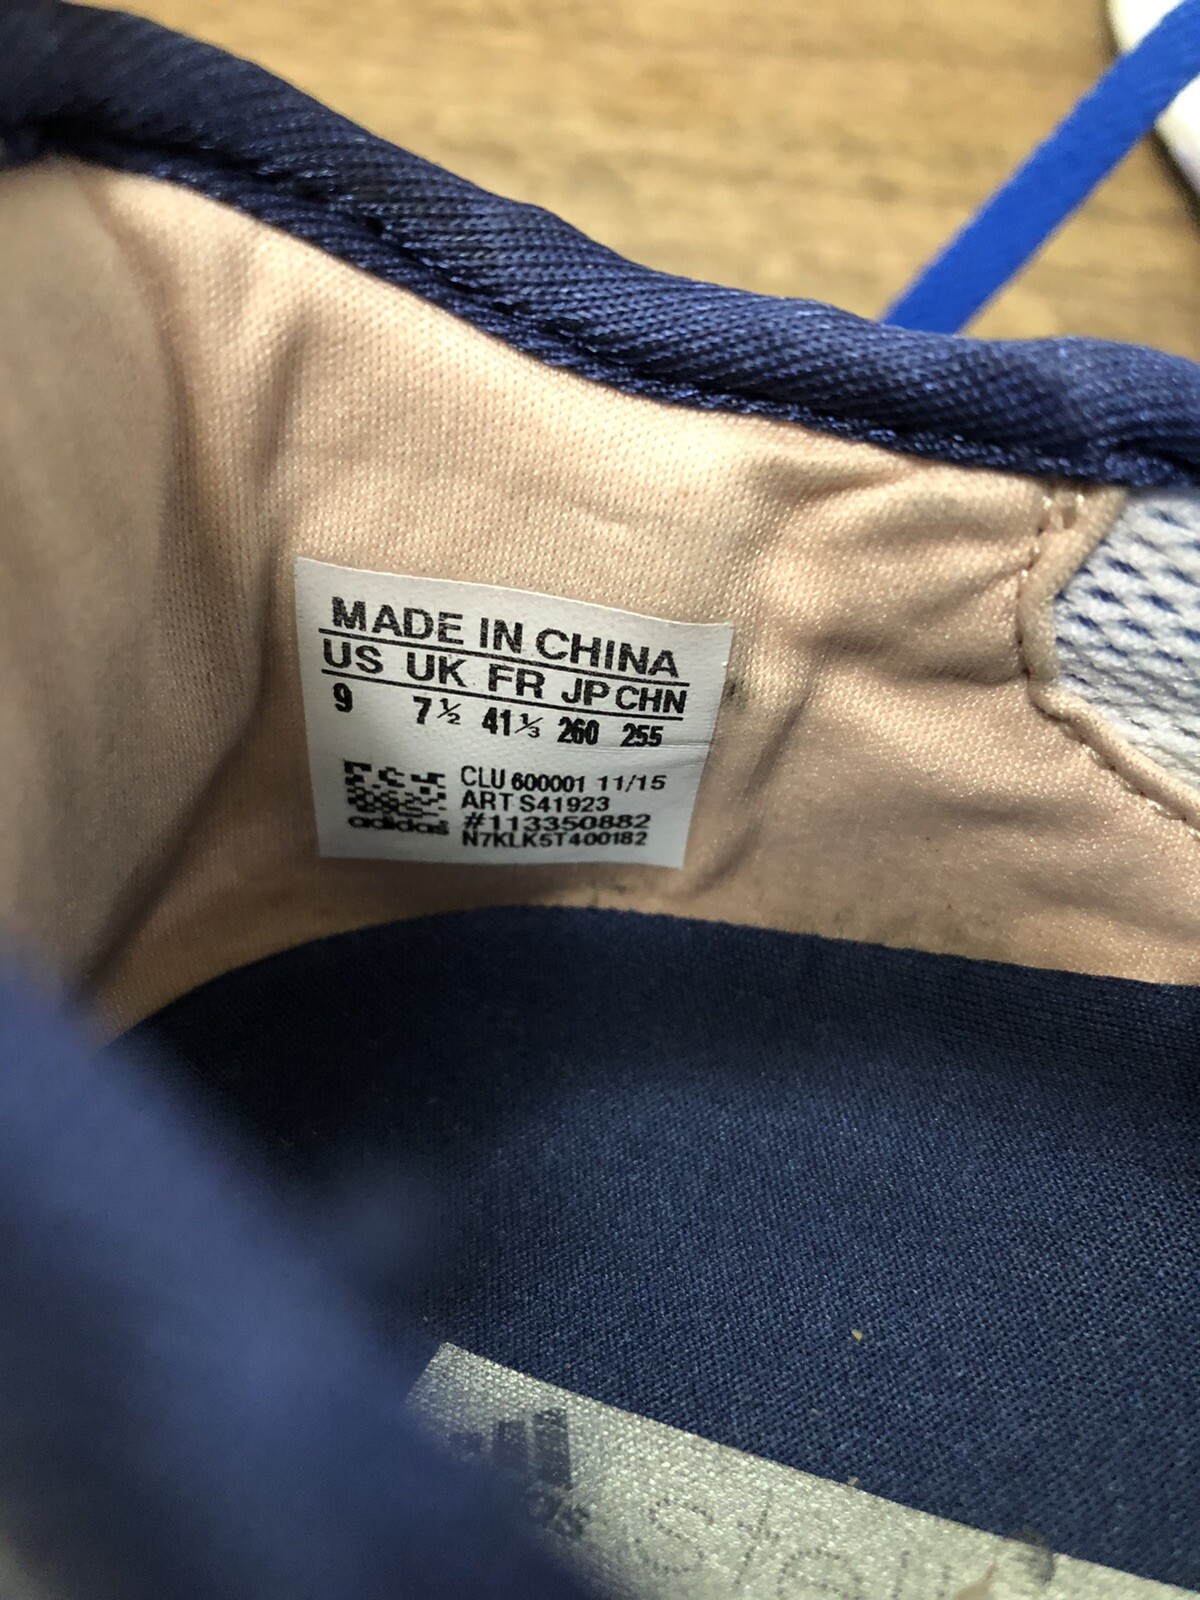 MADE IN CHINA
US UK FR JP CHN
9 7½ 41⅓ 260 255
CLU 600001 11/15
ART S41923
#113350882
N7KLK5T400182
adidas